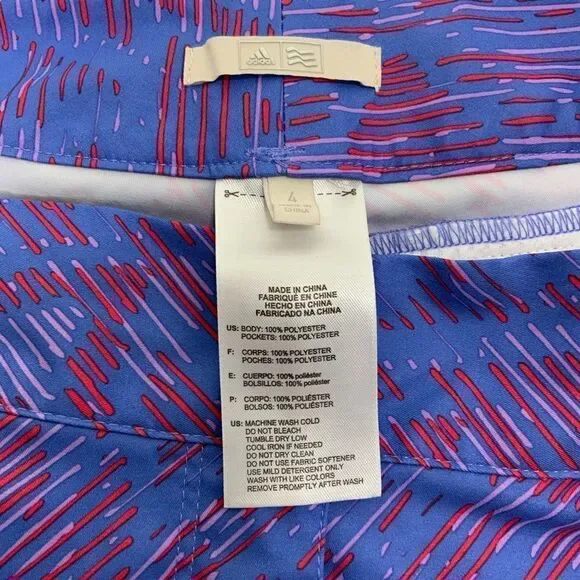 adidas
4
CHINA
MADE IN CHINA
FABRIQUÉ EN CHINE
HECHO EN CHINA
FABRICADO NA CHINA
US: BODY: 100% POLYESTER
POCKETS: 100% POLYESTER
F: CORPS: 100% POLYESTER
POCHES: 100% POLYESTER
E: CUERPO: 100% poliéster
BOLSILLOS: 100% poliéster
P: CORPO: 100% POLIÉSTER
BOLSOS: 100% POLIÉSTER
US: MACHINE WASH COLD
DO NOT BLEACH
TUMBLE DRY LOW
COOL IRON IF NEEDED
DO NOT DRY CLEAN
DO NOT USE FABRIC SOFTENER
USE MILD DETERGENT ONLY
WASH WITH LIKE COLORS
REMOVE PROMPTLY AFTER WASH